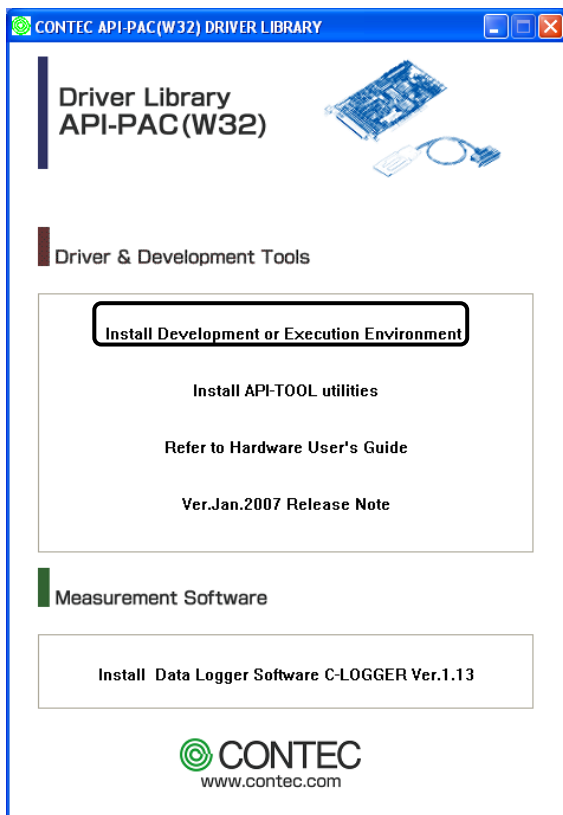 CONTEC API-PAC(W32) DRIVER LIBRARY
Driver Library
API-PAC(W32)
Driver & Development Tools
Install Development or Execution Environment
Install API-TOOL utilities
Refer to Hardware User's Guide
Ver.Jan.2007 Release Note
Measurement Software
Install Data Logger Software C-LOGGER Ver.1.13
CONTEC
www.contec.com